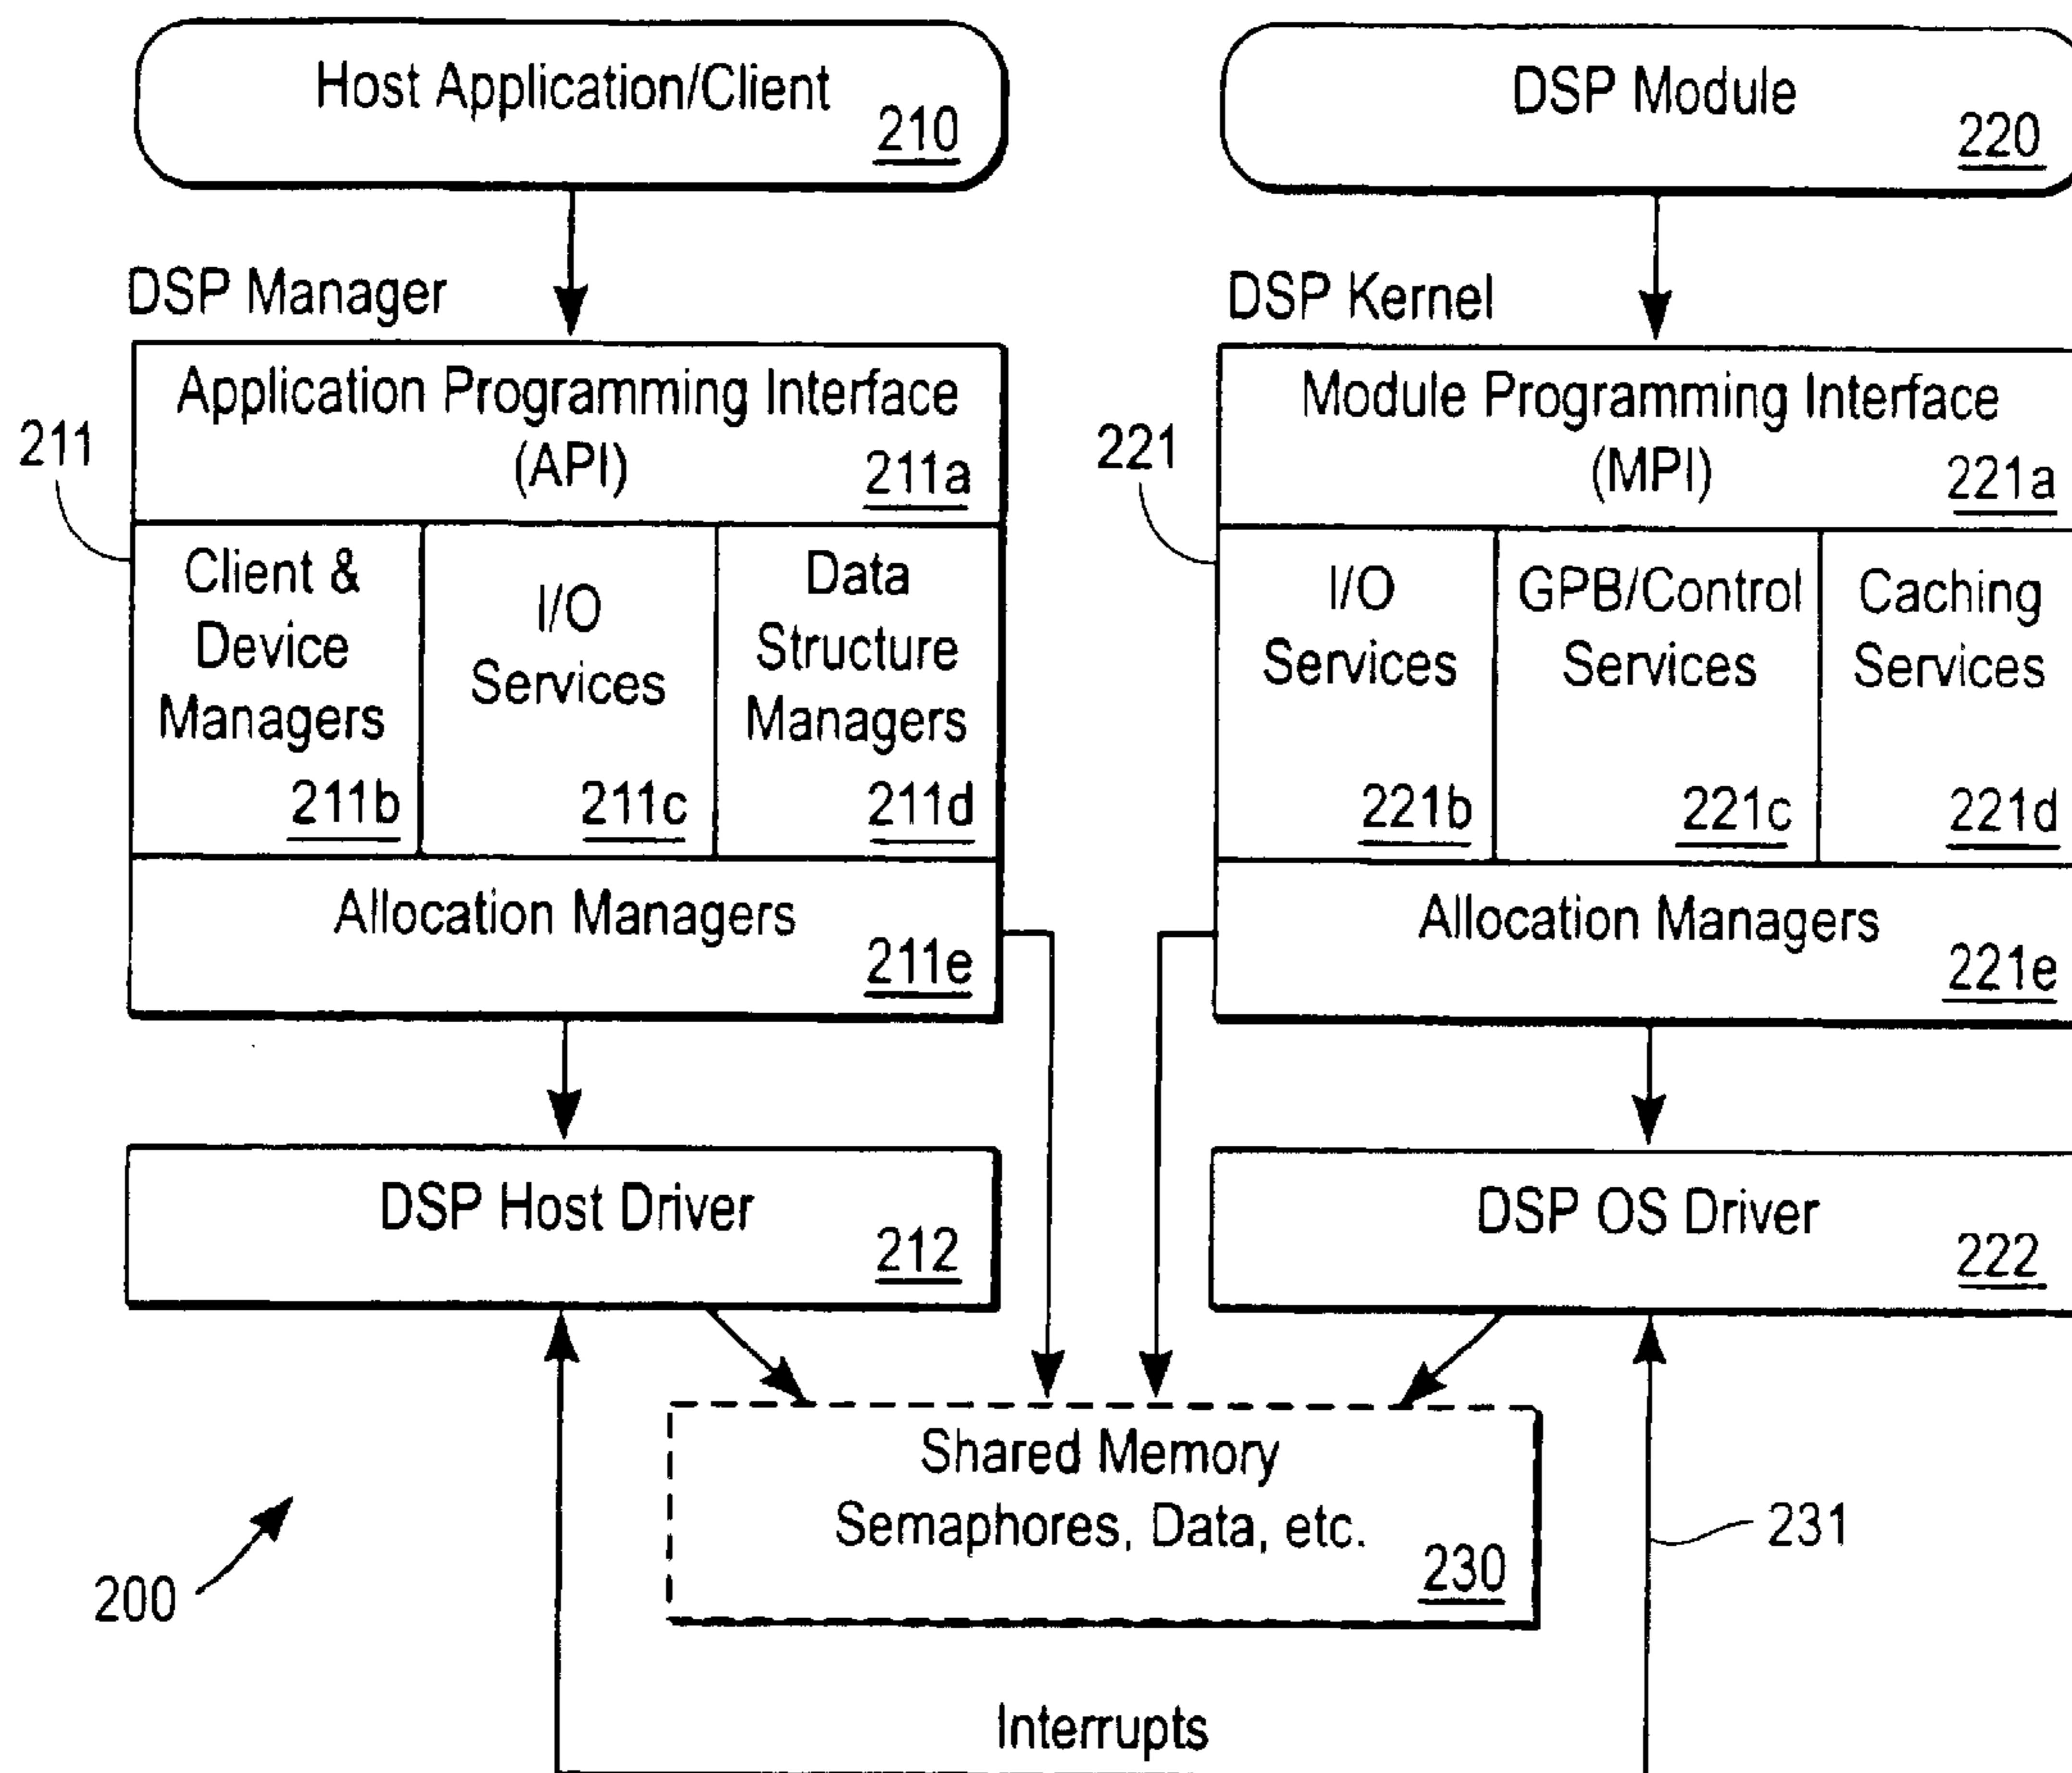 Host Application/Client
210
DSP Module
220
DSP Manager
DSP Kernel
211
Application Programming Interface
(API)
211a
Client &
Device
Managers
211b
I/O
Services
211c
Data
Structure
Managers
211d
Allocation Managers
211e
221
Module Programming Interface
(MPI)
221a
I/O
Services
221b
GPB/Control
Services
221c
Caching
Services
221d
Allocation Managers
221e
DSP Host Driver
212
DSP OS Driver
222
Shared Memory
Semaphores, Data, etc.
230
231
200
Interrupts